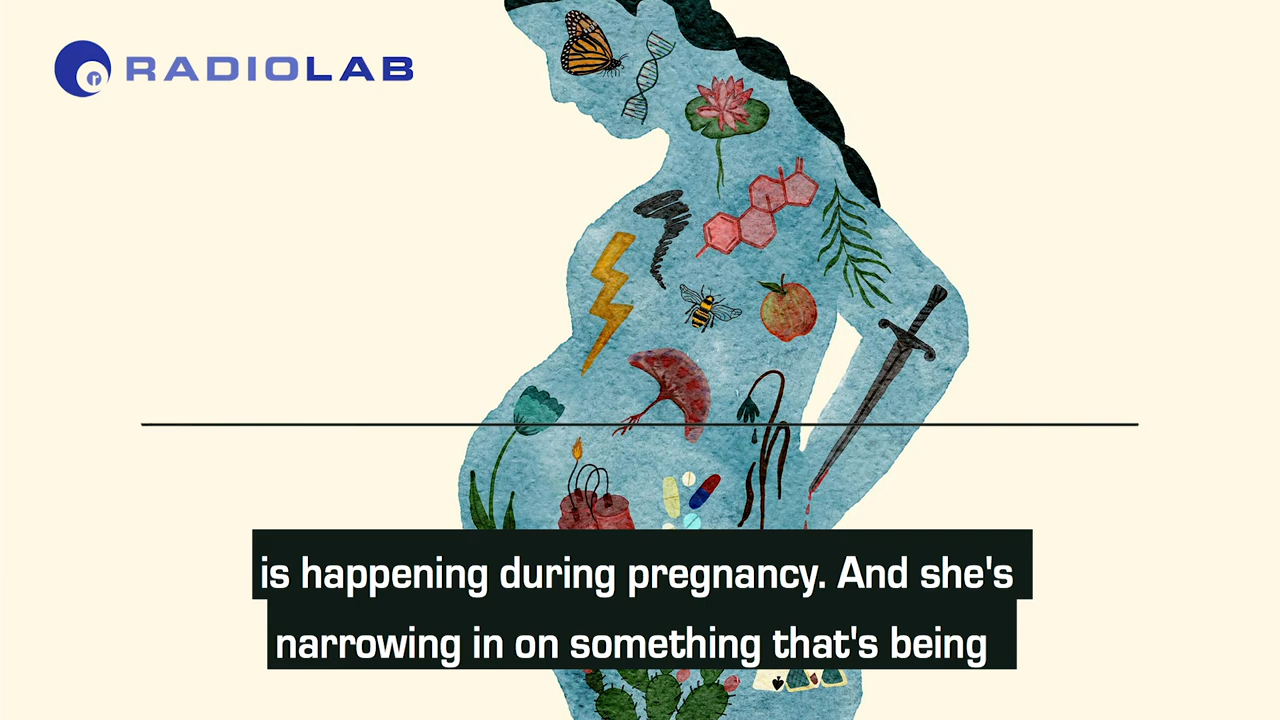 RADIOLAB
is happening during pregnancy. And she's
narrowing in on something that's being